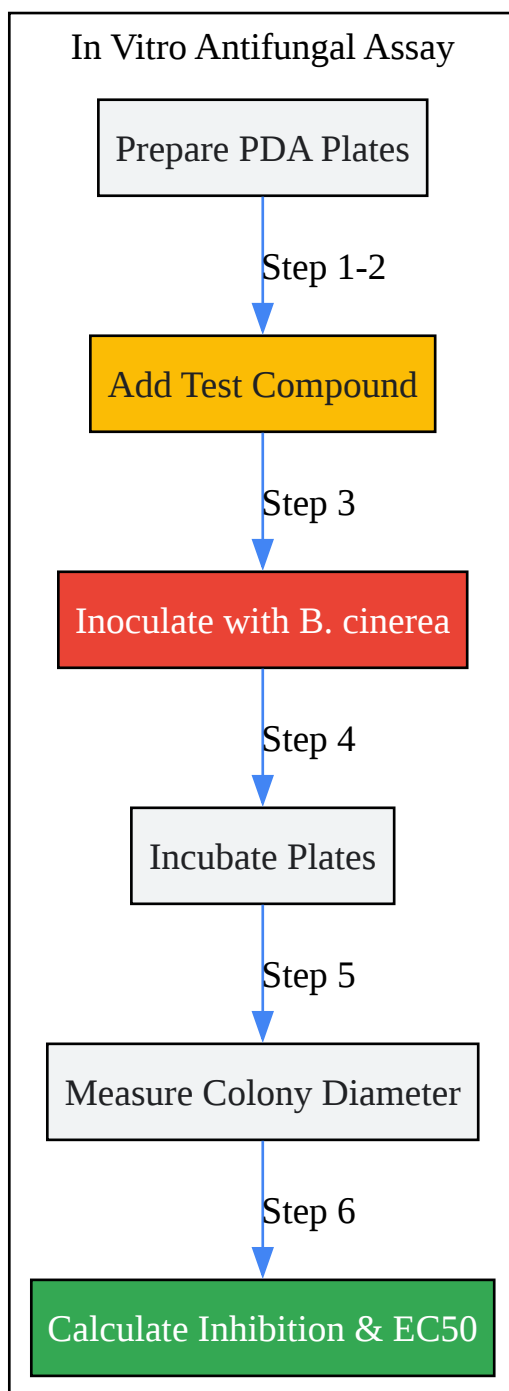 In Vitro Antifungal Assay
Prepare PDA Plates
Step 1-2
Add Test Compound
Step 3
Inoculate with B. cinerea
Step 4
Incubate Plates
Step 5
Measure Colony Diameter
Step 6
Calculate Inhibition & EC50